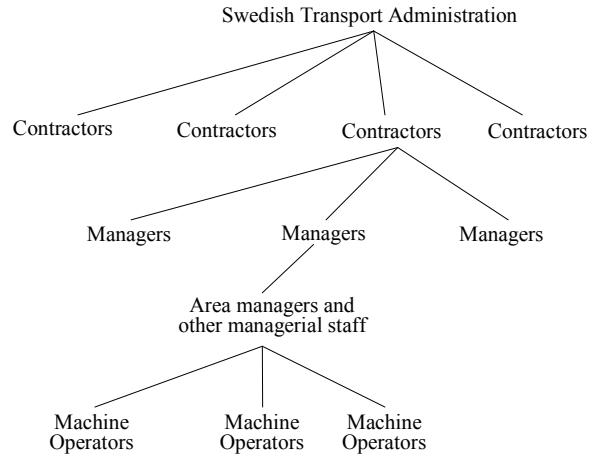 Swedish Transport Administration
Contractors Contractors Contractors Contractors
Managers Managers Managers
Area managers and
other managerial staff
Machine Machine Machine
Operators Operators Operators